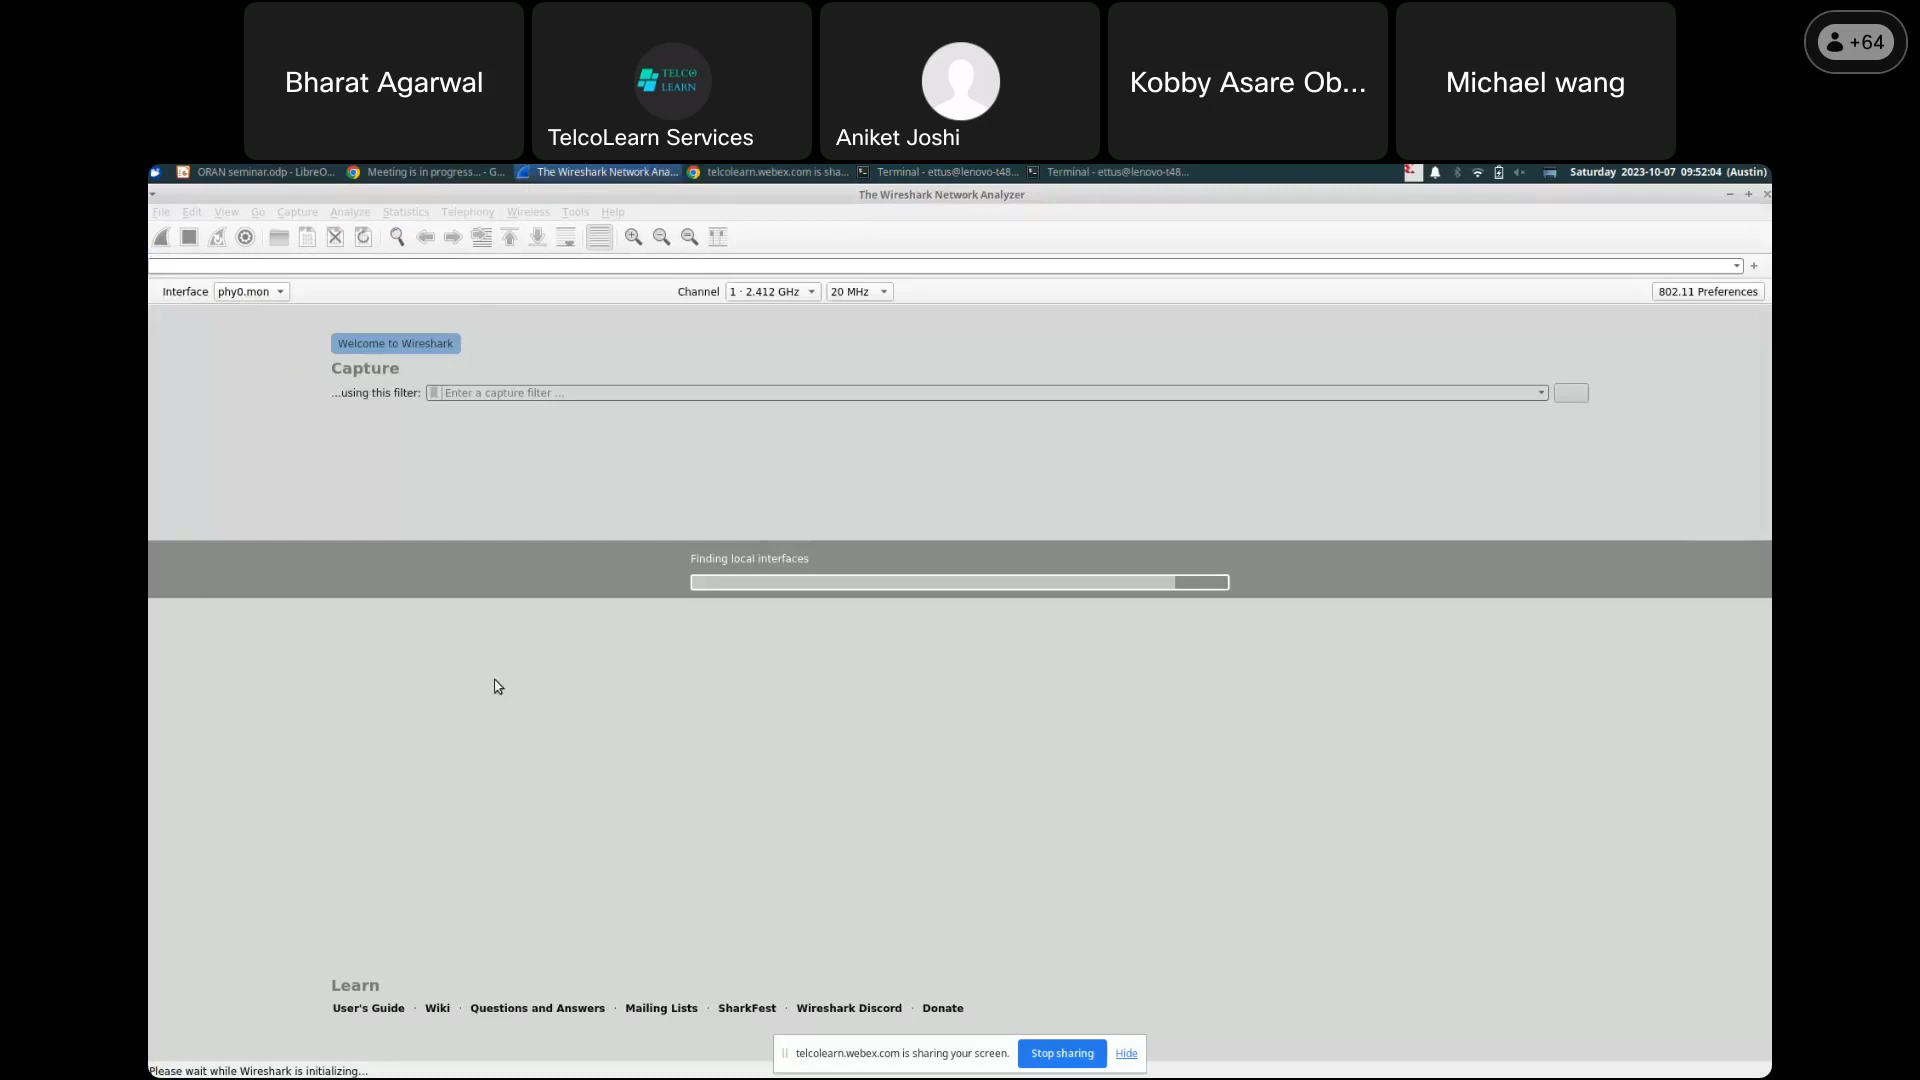 Bharat Agarwal
TELCO
LEARN
TelcoLearn Services
Aniket Joshi
Kobby Asare Ob...
Michael wang
+64
ORAN seminar.odp - LibreO...
Meeting is in progress... - G...
The Wireshark Network Ana...
telcolearn.webex.com is sha...
Terminal - ettus@lenovo-t48...
Terminal - ettus@lenovo-t48...
Saturday 2023-10-07 09:52:04 (Austin)
The Wireshark Network Analyzer
File Edit View Go Capture Analyze Statistics Telephony Wireless Tools Help
Interface phy0.mon Channel 1 · 2.412 GHz 20 MHz 802.11 Preferences
Welcome to Wireshark
Capture
...using this filter: Enter a capture filter ...
Finding local interfaces
Learn
User's Guide · Wiki · Questions and Answers · Mailing Lists · SharkFest · Wireshark Discord · Donate
telcolearn.webex.com is sharing your screen. Stop sharing Hide
Please wait while Wireshark is initializing...